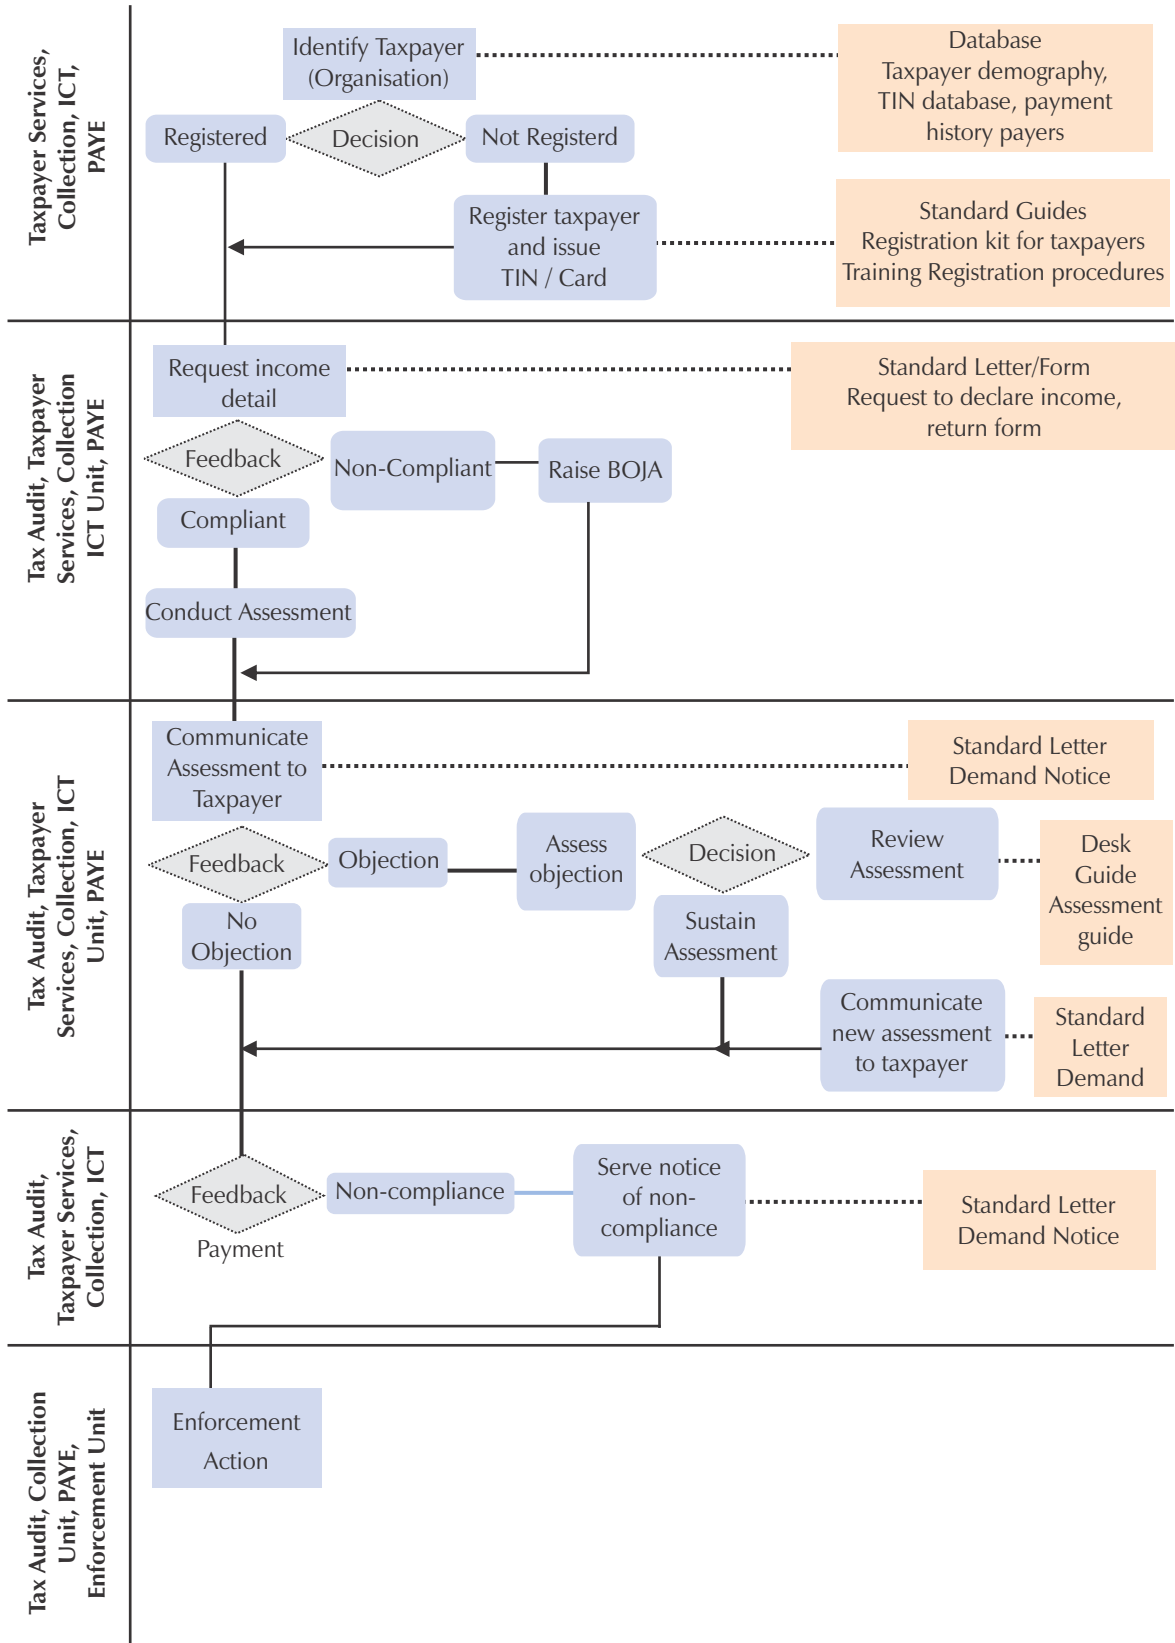 Taxpayer Services,
Collection, ICT,
PAYE
Identify Taxpayer
(Organisation)
Database
Taxpayer demography,
TIN database, payment
history payers
Registered
Decision
Not Registerd
Register taxpayer
and issue
TIN / Card
Standard Guides
Registration kit for taxpayers
Training Registration procedures
Tax Audit, Taxpayer
Services, Collection
ICT Unit, PAYE
Request income
detail
Standard Letter/Form
Request to declare income,
return form
Feedback
Non-Compliant
Raise BOJA
Compliant
Conduct Assessment
Tax Audit, Taxpayer
Services, Collection, ICT
Unit, PAYE
Communicate
Assessment to
Taxpayer
Standard Letter
Demand Notice
Feedback
Objection
Assess
objection
Decision
Review
Assessment
Desk
Guide
Assessment
guide
No
Objection
Sustain
Assessment
Communicate
new assessment
to taxpayer
Standard
Letter
Demand
Tax Audit,
Taxpayer Services,
Collection, ICT
Feedback
Non-compliance
Serve notice
of non-
compliance
Standard Letter
Demand Notice
Payment
Tax Audit, Collection
Unit, PAYE,
Enforcement Unit
Enforcement
Action